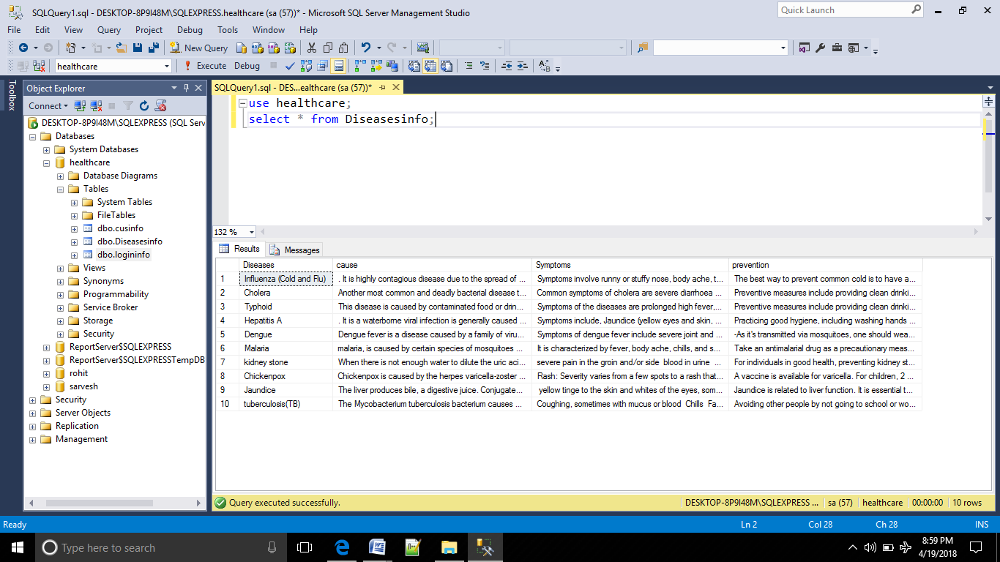 SQLQuery1.sql - DESKTOP-8P9I48M\SQLEXPRESS.healthcare (sa (57))* - Microsoft SQL Server Management Studio
Quick Launch
File Edit View Query Project Debug Tools Window Help
New Query
healthcare Execute Debug
Toolbox
Object Explorer
Connect
DESKTOP-8P9I48M\SQLEXPRESS (SQL Serv
Databases
System Databases
healthcare
Database Diagrams
Tables
System Tables
FileTables
dbo.cusinfo
dbo.Diseasesinfo
dbo.logininfo
Views
Synonyms
Programmability
Service Broker
Storage
Security
ReportServer$SQLEXPRESS
ReportServer$SQLEXPRESSTempDB
rohit
sarvesh
Security
Server Objects
Replication
Management
SQLQuery1.sql - DES...ealthcare (sa (57))*
use healthcare;
select * from Diseasesinfo;
132 %
Results Messages
Diseases cause Symptoms prevention
1 Influenza (Cold and Flu) . It is highly contagious disease due to the spread of ... Symptoms involve runny or stuffy nose, body ache, t... The best way to prevent common cold is to have a...
2 Cholera Another most common and deadly bacterial disease t... Common symptoms of cholera are severe diarrhoea ... Preventive measures include providing clean drinki...
3 Typhoid This disease is caused by contaminated food or drin... Symptoms of the diseases are prolonged high fever,... Preventive measures include providing clean drinki...
4 Hepatitis A . It is a waterborne viral infection is generally caused ... Symptoms include, Jaundice (yellow eyes and skin, ... Practicing good hygiene, including washing hands ...
5 Dengue Dengue fever is a disease caused by a family of viru... Symptoms of dengue fever include severe joint and ... -As it's transmitted via mosquitoes, one should wea...
6 Malaria malaria, is caused by certain species of mosquitoes ... It is characterized by fever, body ache, chills, and s... Take an antimalarial drug as a precautionary meas...
7 kidney stone When there is not enough water to dilute the uric aci... severe pain in the groin and/or side blood in urine ... For individuals in good health, preventing kidney st...
8 Chickenpox Chickenpox is caused by the herpes varicella-zoster ... Rash: Severity varies from a few spots to a rash that... A vaccine is available for varicella. For children, 2 ...
9 Jaundice The liver produces bile, a digestive juice. Conjugate... yellow tinge to the skin and whites of the eyes, som... Jaundice is related to liver function. It is essential t...
10 tuberculosis(TB) The Mycobacterium tuberculosis bacterium causes ... Coughing, sometimes with mucus or blood Chills Fa... Avoiding other people by not going to school or wo...
Query executed successfully. DESKTOP-8P9I48M\SQLEXPRESS ... sa (57) healthcare 00:00:00 10 rows
Ready Ln 2 Col 28 Ch 28 INS
Type here to search
8:59 PM
4/19/2018